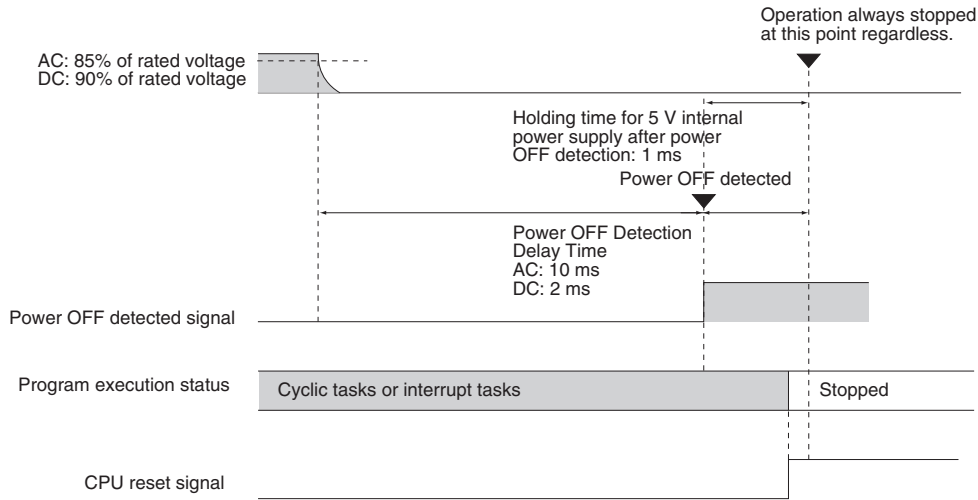 Operation always stopped
at this point regardless.
AC: 85% of rated voltage
DC: 90% of rated voltage
Holding time for 5 V internal
power supply after power
OFF detection: 1 ms
Power OFF detected
Power OFF Detection
Delay Time
AC: 10 ms
DC: 2 ms
Power OFF detected signal
Program execution status
Cyclic tasks or interrupt tasks
Stopped
CPU reset signal